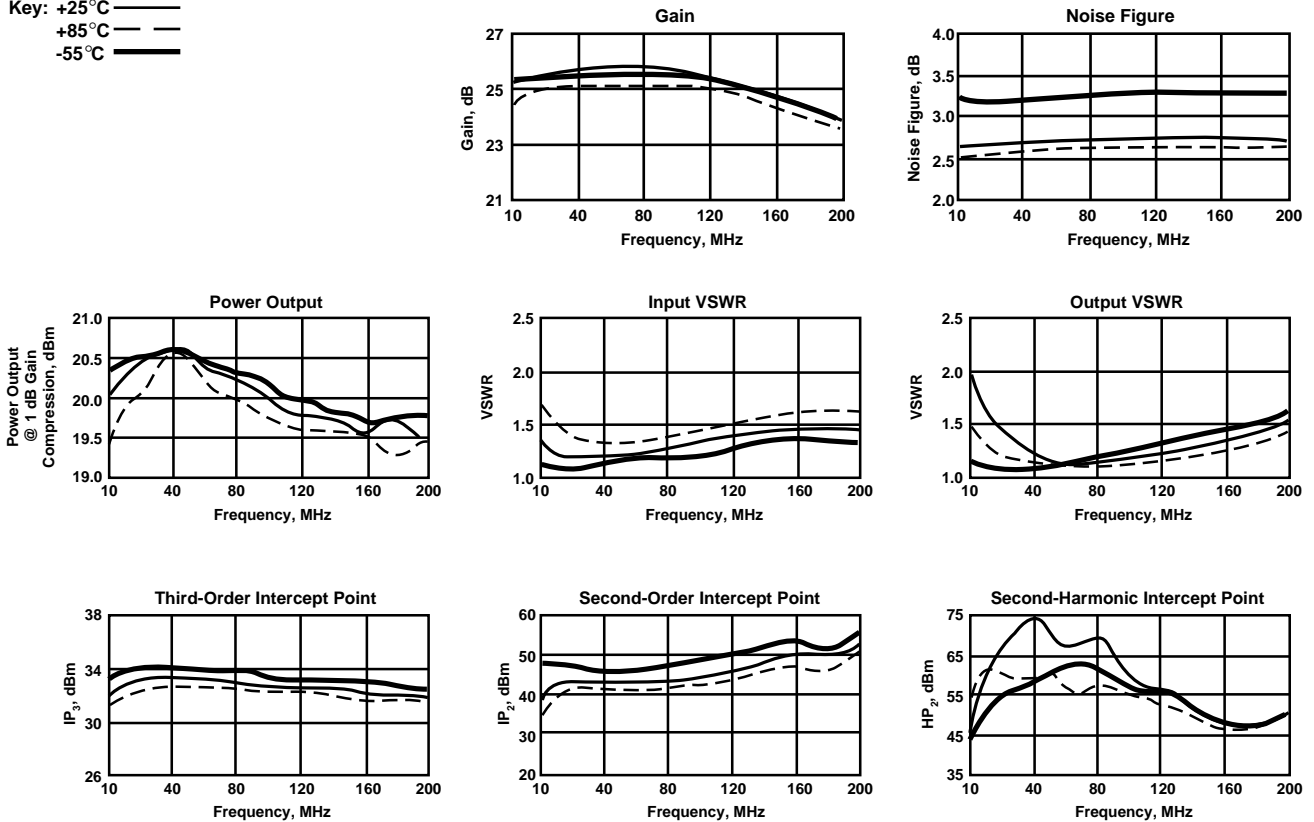 Key: +25°C
+85°C
-55°C
Gain
27
25
23
21
Gain, dB
10 40 80 120 160 200
Frequency, MHz
Noise Figure
4.0
3.5
3.0
2.5
2.0
Noise Figure, dB
10 40 80 120 160 200
Frequency, MHz
Power Output
21.0
20.5
20.0
19.5
19.0
Power Output
@ 1 dB Gain
Compression, dBm
10 40 80 120 160 200
Frequency, MHz
Input VSWR
2.5
2.0
1.5
1.0
VSWR
10 40 80 120 160 200
Frequency, MHz
Output VSWR
2.5
2.0
1.5
1.0
VSWR
10 40 80 120 160 200
Frequency, MHz
Third-Order Intercept Point
38
34
30
26
IP3, dBm
10 40 80 120 160 200
Frequency, MHz
Second-Order Intercept Point
60
50
40
30
20
IP2, dBm
10 40 80 120 160 200
Frequency, MHz
Second-Harmonic Intercept Point
75
65
55
45
35
HP2, dBm
10 40 80 120 160 200
Frequency, MHz